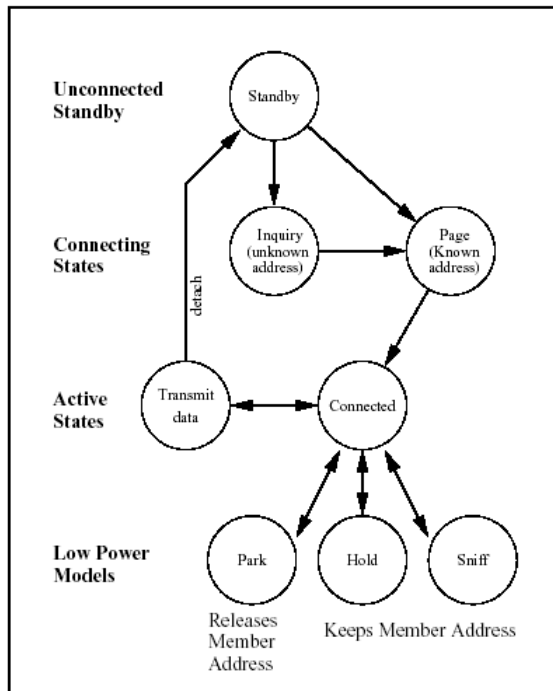 Unconnected
Standby
Standby
Connecting
States
Inquiry
(unknown
address)
Page
(Known
address)
detach
Active
States
Transmit
data
Connected
Low Power
Models
Park
Hold
Sniff
Releases
Member
Address
Keeps Member Address